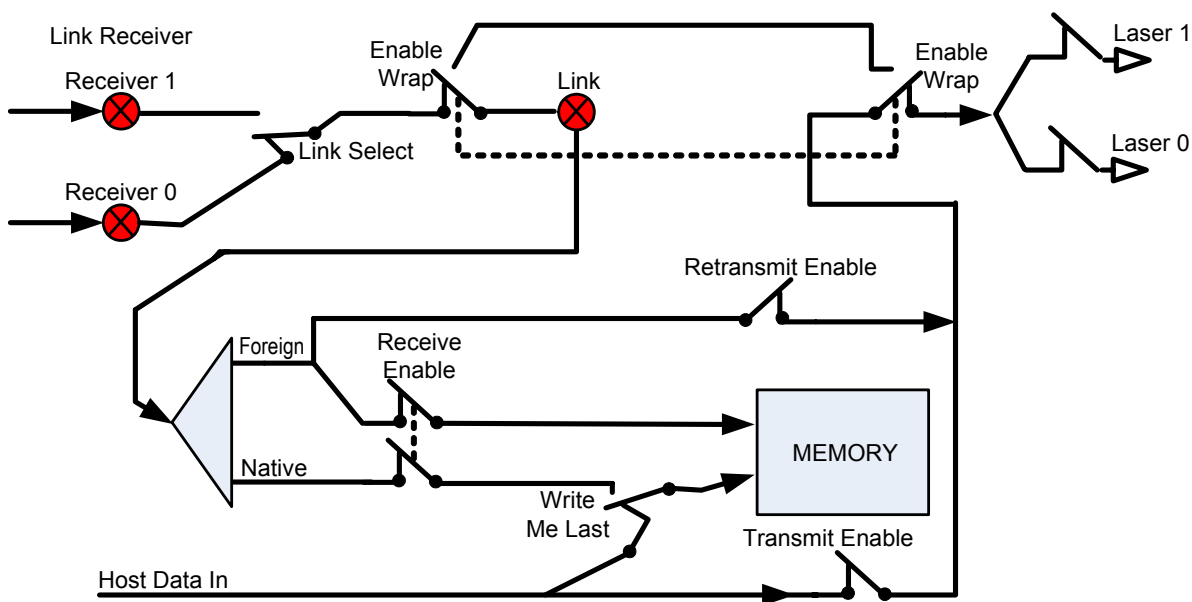 Link Receiver
Receiver 1
Receiver 0
Link Select
Enable
Wrap
Link
Enable
Wrap
Laser 1
Laser 0
Retransmit Enable
Foreign
Receive
Enable
Native
MEMORY
Write
Me Last
Transmit Enable
Host Data In